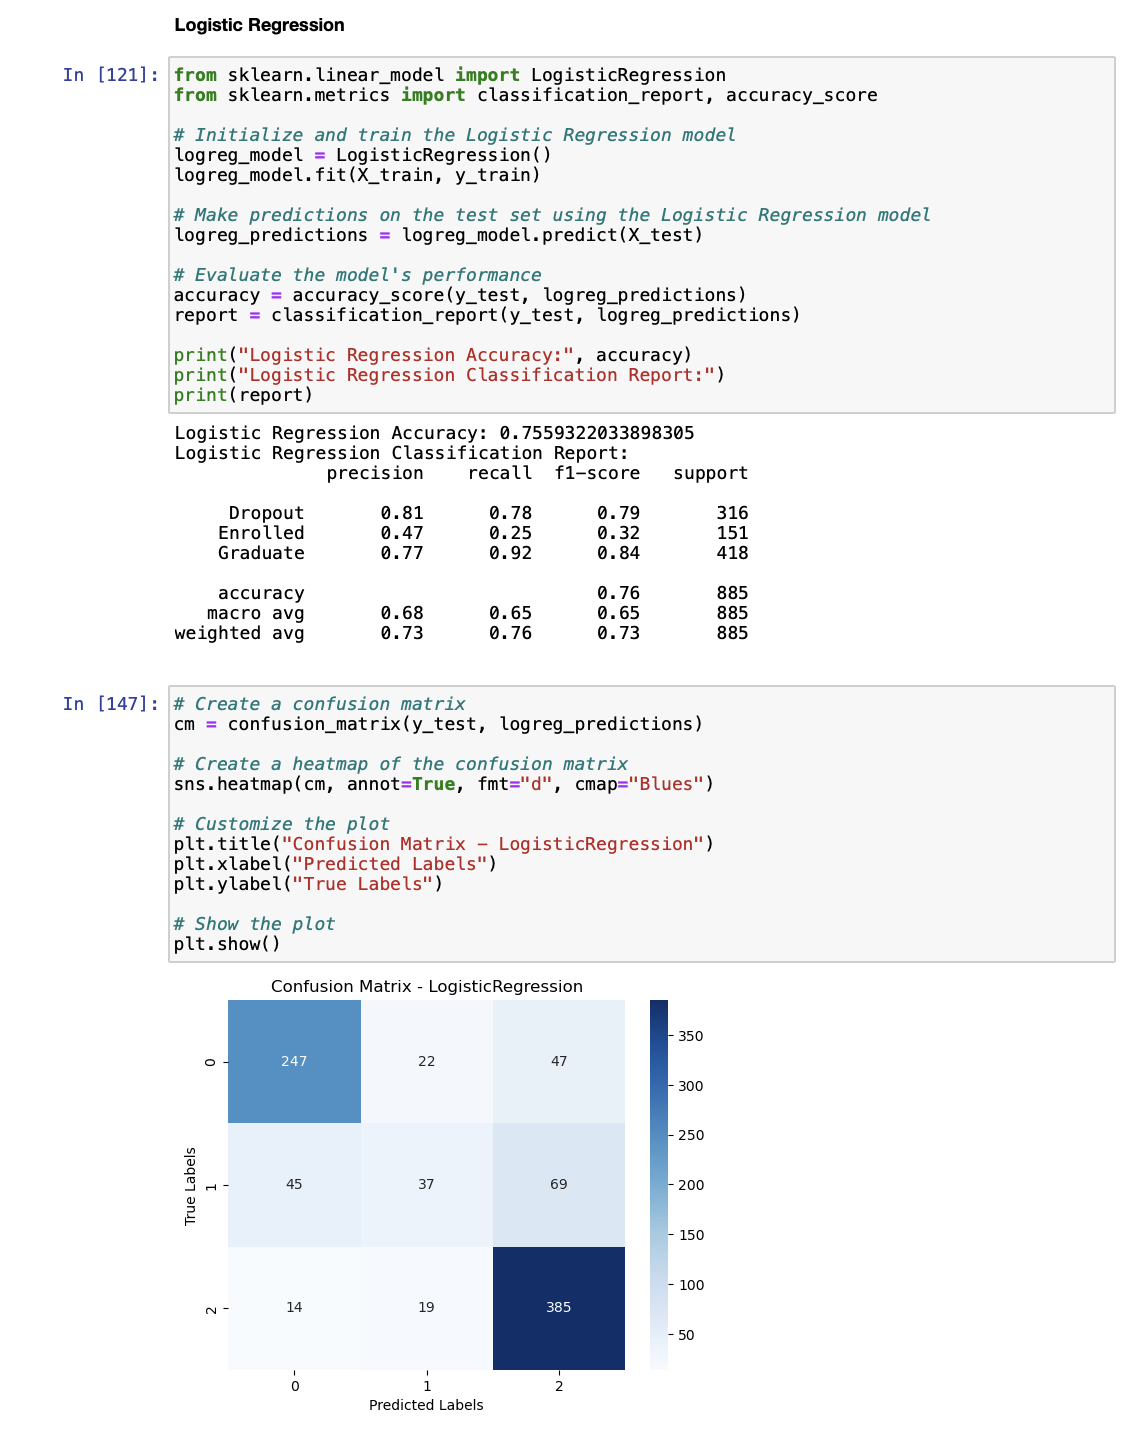 Logistic Regression
In [121]: from sklearn.linear_model import LogisticRegression
from sklearn.metrics import classification_report, accuracy_score
# Initialize and train the Logistic Regression model
logreg_model = LogisticRegression()
logreg_model.fit(X_train, y_train)
# Make predictions on the test set using the Logistic Regression model
logreg_predictions = logreg_model.predict(X_test)
# Evaluate the model's performance
accuracy = accuracy_score(y_test, logreg_predictions)
report = classification_report(y_test, logreg_predictions)
print("Logistic Regression Accuracy:", accuracy)
print("Logistic Regression Classification Report:")
print(report)
Logistic Regression Accuracy: 0.7559322033898305
Logistic Regression Classification Report:
precision recall f1-score support
Dropout 0.81 0.78 0.79 316
Enrolled 0.47 0.25 0.32 151
Graduate 0.77 0.92 0.84 418
accuracy 0.76 885
macro avg 0.68 0.65 0.65 885
weighted avg 0.73 0.76 0.73 885
In [147]: # Create a confusion matrix
cm = confusion_matrix(y_test, logreg_predictions)
# Create a heatmap of the confusion matrix
sns.heatmap(cm, annot=True, fmt="d", cmap="Blues")
# Customize the plot
plt.title("Confusion Matrix - LogisticRegression")
plt.xlabel("Predicted Labels")
plt.ylabel("True Labels")
# Show the plot
plt.show()
Confusion Matrix - LogisticRegression
True Labels
0 247 22 47
1 45 37 69
2 14 19 385
0 1 2
Predicted Labels
350
300
250
200
150
100
50